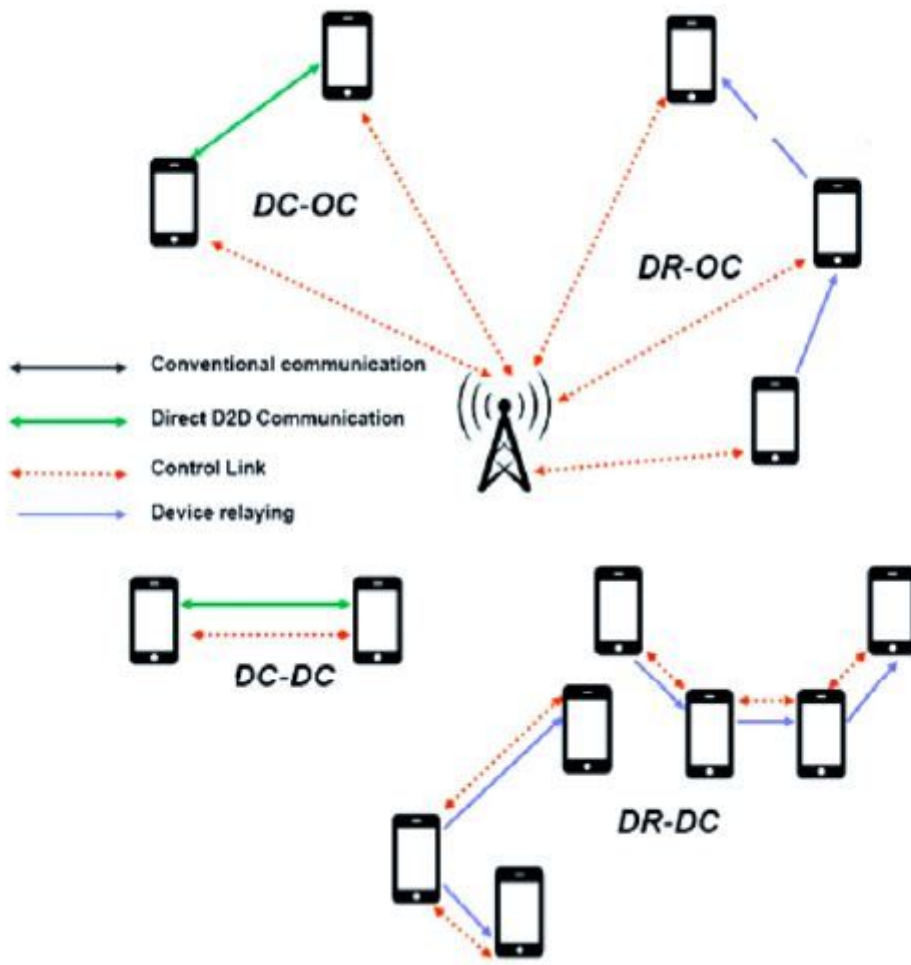 DC-OC
DR-OC
Conventional communication
Direct D2D Communication
Control Link
Device relaying
DC-DC
DR-DC